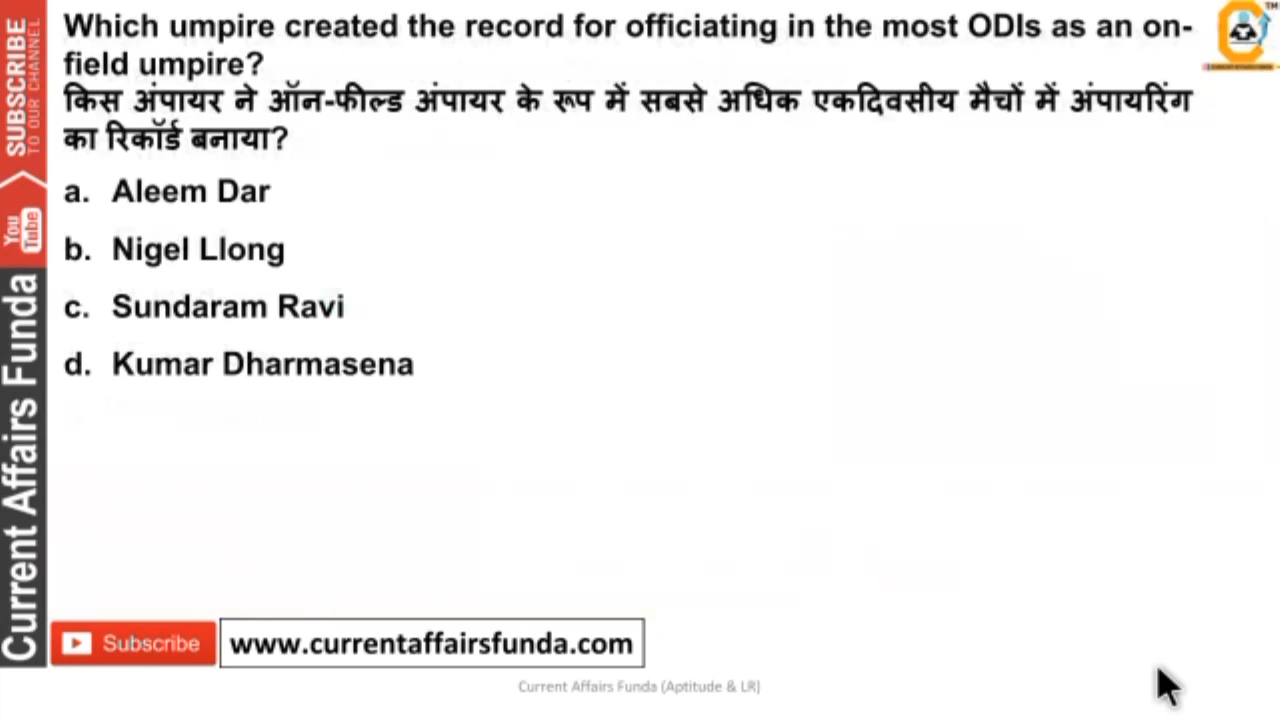 Which umpire created the record for officiating in the most ODIs as an on-
field umpire?
किस अंपायर ने ऑन-फील्ड अंपायर के रूप में सबसे अधिक एकदिवसीय मैचों में अंपायरिंग
का रिकॉर्ड बनाया?
a. Aleem Dar
b. Nigel Llong
c. Sundaram Ravi
d. Kumar Dharmasena
SUBSCRIBE
TO OUR CHANNEL
You
Tube
Current Affairs Funda
Subscribe
www.currentaffairsfunda.com
Current Affairs Funda (Aptitude & LR)
TM